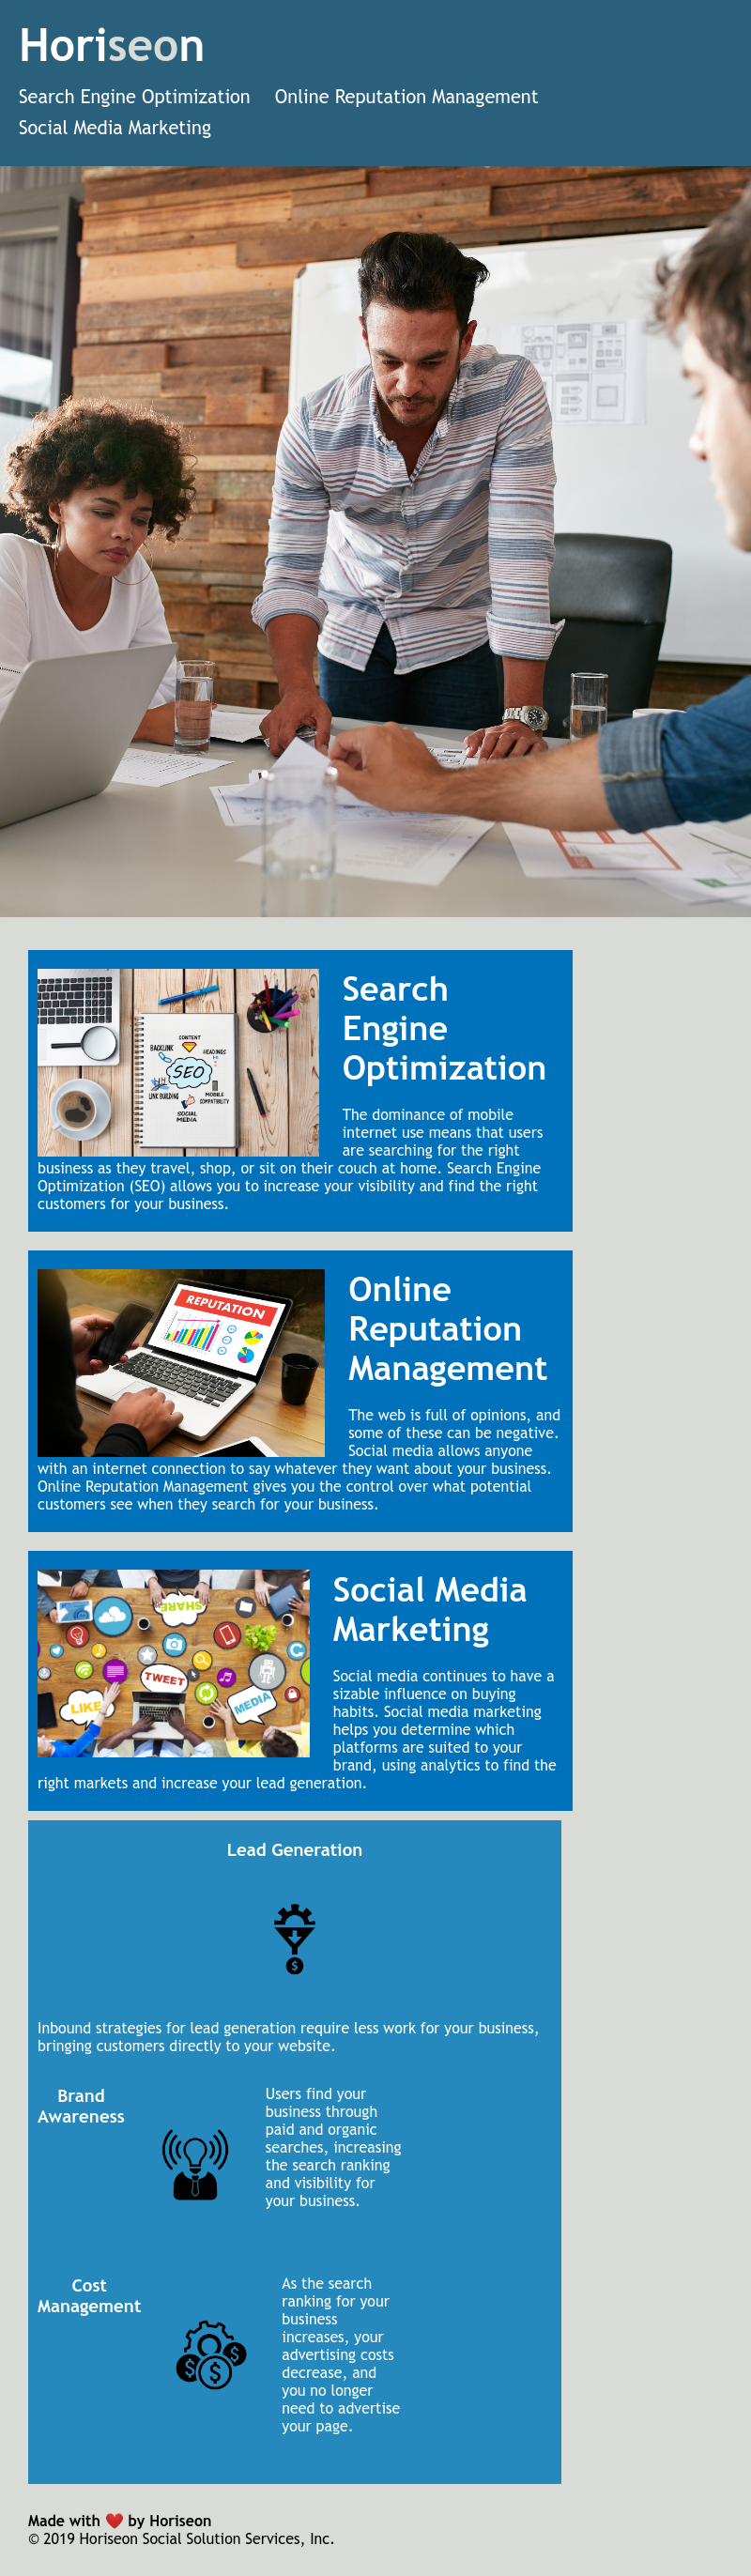 Horiseon
Search Engine Optimization Online Reputation Management
Social Media Marketing
CONTENT
BACKLINK
HEADINGS
SEO
LINK BUILDING
MOBILE
COMPATIBILITY
SOCIAL
MEDIA
Search
Engine
Optimization
The dominance of mobile
internet use means that users
are searching for the right
business as they travel, shop, or sit on their couch at home. Search Engine
Optimization (SEO) allows you to increase your visibility and find the right
customers for your business.
REPUTATION
Online
Reputation
Management
The web is full of opinions, and
some of these can be negative.
Social media allows anyone
with an internet connection to say whatever they want about your business.
Online Reputation Management gives you the control over what potential
customers see when they search for your business.
SHARE
TWEET
LIKE
MEDIA
Social Media
Marketing
Social media continues to have a
sizable influence on buying
habits. Social media marketing
helps you determine which
platforms are suited to your
brand, using analytics to find the
right markets and increase your lead generation.
Lead Generation
$
Inbound strategies for lead generation require less work for your business,
bringing customers directly to your website.
Brand
Awareness
Users find your
business through
paid and organic
searches, increasing
the search ranking
and visibility for
your business.
Cost
Management
$ $ $
As the search
ranking for your
business
increases, your
advertising costs
decrease, and
you no longer
need to advertise
your page.
Made with ❤️ by Horiseon
© 2019 Horiseon Social Solution Services, Inc.